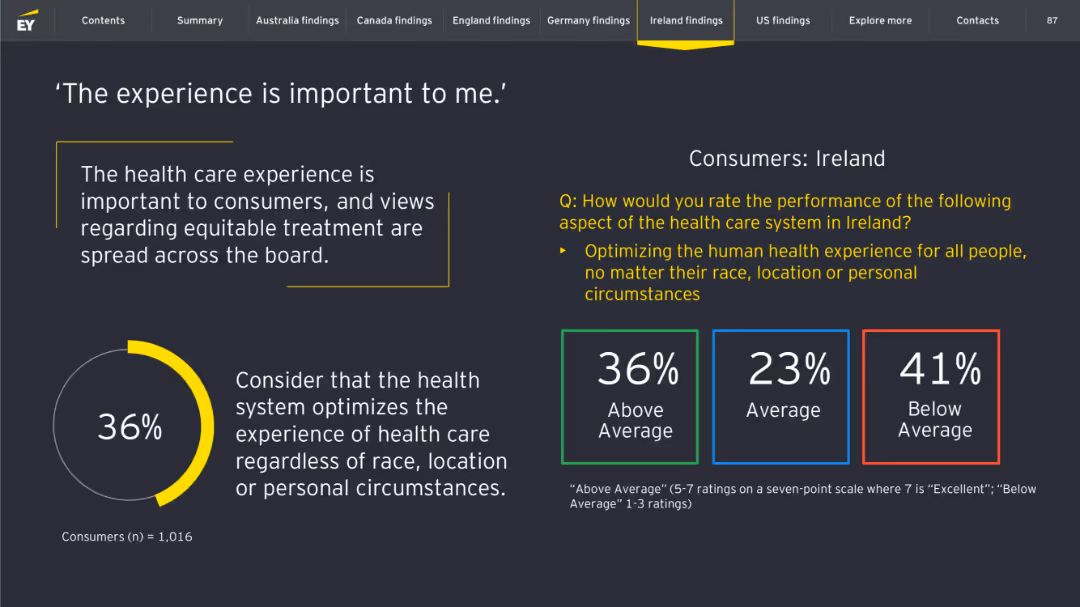 EY
Contents
Summary
Australia findings
Canada findings
England findings
Germany findings
Ireland findings
US findings
Explore more
Contacts
87
‘The experience is important to me.’
The health care experience is
important to consumers, and views
regarding equitable treatment are
spread across the board.
36%
Consider that the health
system optimizes the
experience of health care
regardless of race, location
or personal circumstances.
Consumers (n) = 1,016
Consumers: Ireland
Q: How would you rate the performance of the following
aspect of the health care system in Ireland?
‣ Optimizing the human health experience for all people,
no matter their race, location or personal
circumstances
36%
Above
Average
23%
Average
41%
Below
Average
“Above Average” (5-7 ratings on a seven-point scale where 7 is “Excellent”; “Below
Average” 1-3 ratings)